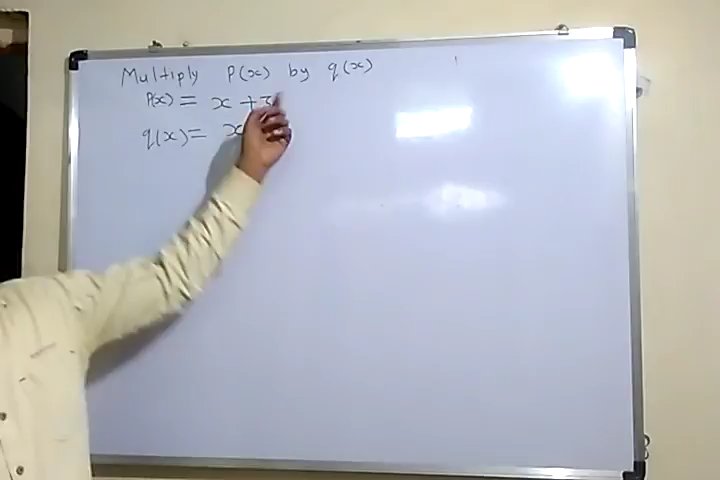 Multiply P(x) by q(x)
P(x) = x + 3
q(x) = x